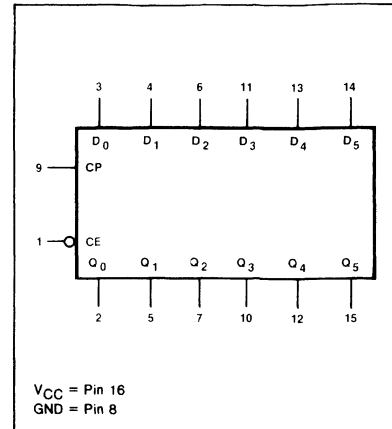 3 4 6 11 13 14
D0 D1 D2 D3 D4 D5
9 CP
1 CE
Q0 Q1 Q2 Q3 Q4 Q5
2 5 7 10 12 15
VCC = Pin 16
GND = Pin 8